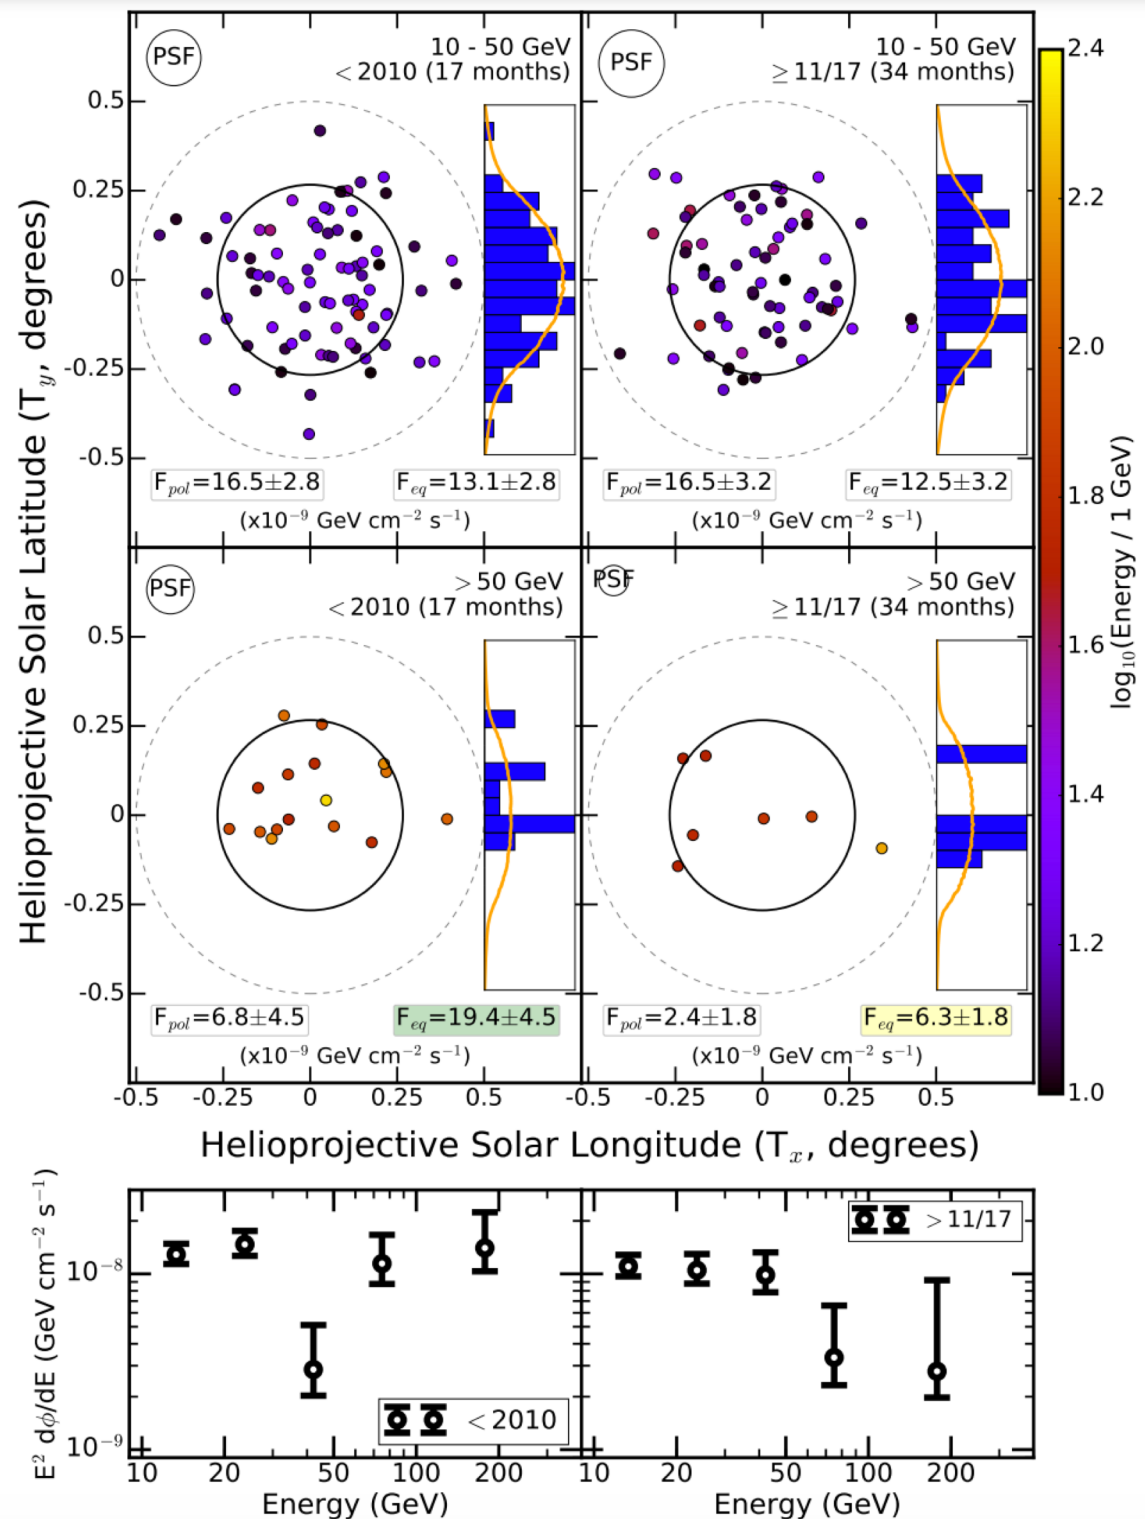 PSF
10 - 50 GeV
< 2010 (17 months)
PSF
10 - 50 GeV
≥ 11/17 (34 months)
0.5
0.25
0
-0.25
-0.5
F_pol=16.5±2.8
F_eq=13.1±2.8
(x10⁻⁹ GeV cm⁻² s⁻¹)
F_pol=16.5±3.2
F_eq=12.5±3.2
(x10⁻⁹ GeV cm⁻² s⁻¹)
Helioprojective Solar Latitude (T_y, degrees)
PSF
> 50 GeV
< 2010 (17 months)
PSF
> 50 GeV
≥ 11/17 (34 months)
0.5
0.25
0
-0.25
-0.5
F_pol=6.8±4.5
F_eq=19.4±4.5
(x10⁻⁹ GeV cm⁻² s⁻¹)
F_pol=2.4±1.8
F_eq=6.3±1.8
(x10⁻⁹ GeV cm⁻² s⁻¹)
-0.5 -0.25 0 0.25 0.5
-0.5 -0.25 0 0.25 0.5
Helioprojective Solar Longitude (T_x, degrees)
2.4
2.2
2.0
1.8
1.6
1.4
1.2
1.0
log₁₀(Energy / 1 GeV)
E² dϕ/dE (GeV cm⁻² s⁻¹)
10⁻⁸
10⁻⁹
< 2010
> 11/17
10 20 50 100 200
10 20 50 100 200
Energy (GeV)
Energy (GeV)